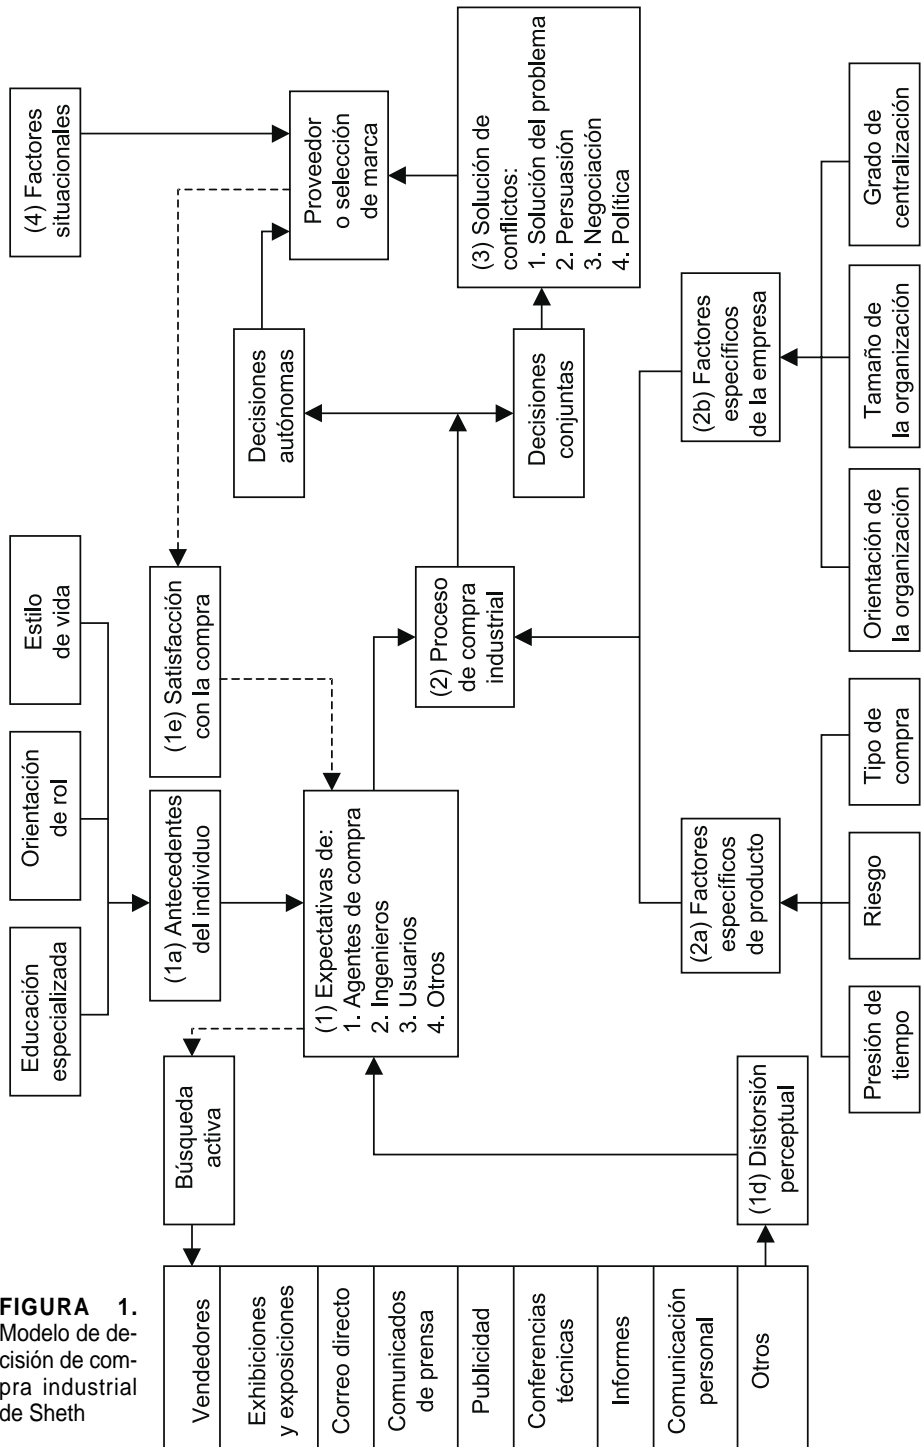 FIGURA 1.
Modelo de de-
cisión de com-
pra industrial
de Sheth
Vendedores
Exhibiciones
y exposiciones
Correo directo
Comunicados
de prensa
Publicidad
Conferencias
técnicas
Informes
Comunicación
personal
Otros
Búsqueda
activa
(1d) Distorsión
perceptual
Educación
especializada
Orientación
de rol
Estilo
de vida
(1a) Antecedentes
del individuo
(1e) Satisfacción
con la compra
(1) Expectativas de:
1. Agentes de compra
2. Ingenieros
3. Usuarios
4. Otros
(2) Proceso
de compra
industrial
(2a) Factores
específicos
de producto
Presión de
tiempo
Riesgo
Tipo de
compra
(2b) Factores
específicos
de la empresa
Orientación de
la organización
Tamaño de
la organización
Grado de
centralización
Decisiones
autónomas
Decisiones
conjuntas
(3) Solución de
conflictos:
1. Solución del problema
2. Persuasión
3. Negociación
4. Política
Proveedor
o selección
de marca
(4) Factores
situacionales